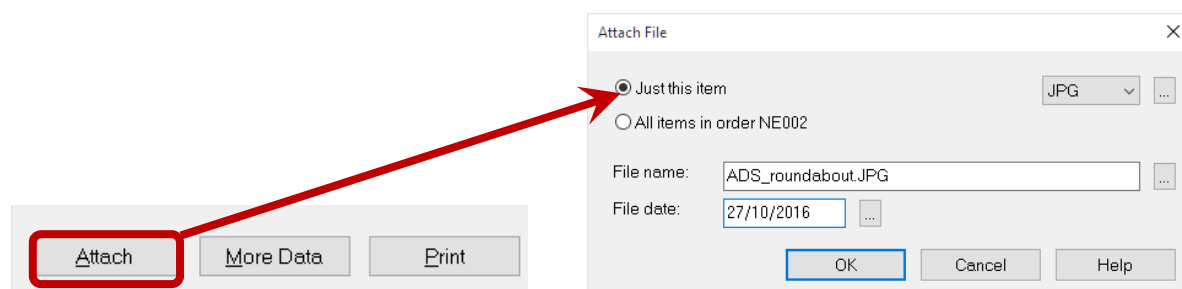 Attach File
Just this item
JPG
...
All items in order NE002
File name:
ADS_roundabout.JPG
...
File date:
27/10/2016
...
Attach
More Data
Print
OK
Cancel
Help